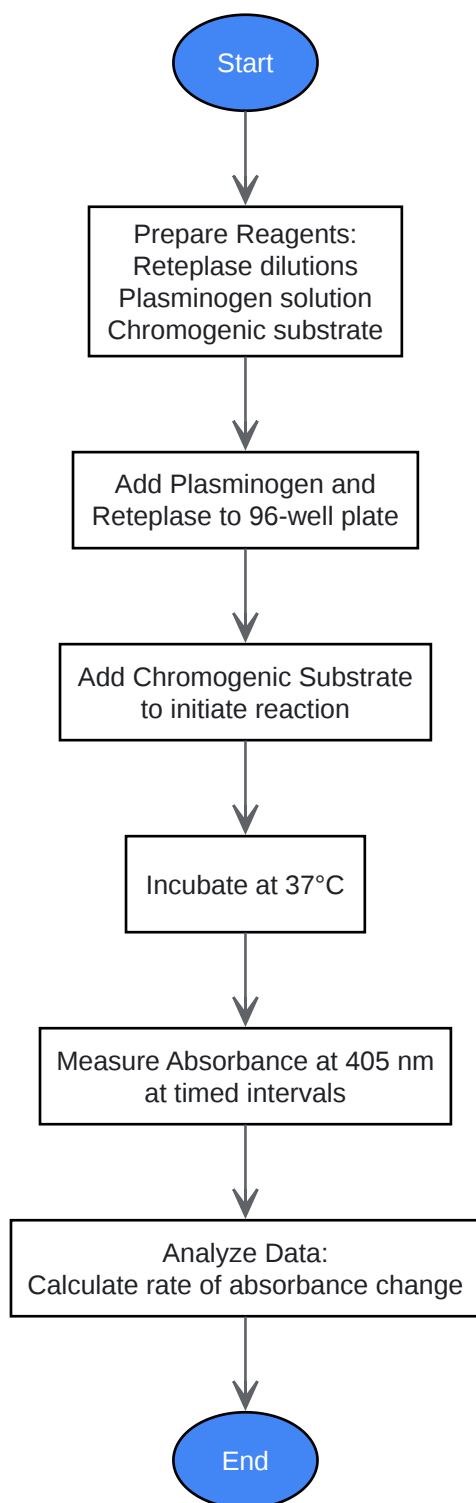 Start
Prepare Reagents:
Reteplase dilutions
Plasminogen solution
Chromogenic substrate
Add Plasminogen and
Reteplase to 96-well plate
Add Chromogenic Substrate
to initiate reaction
Incubate at 37°C
Measure Absorbance at 405 nm
at timed intervals
Analyze Data:
Calculate rate of absorbance change
End